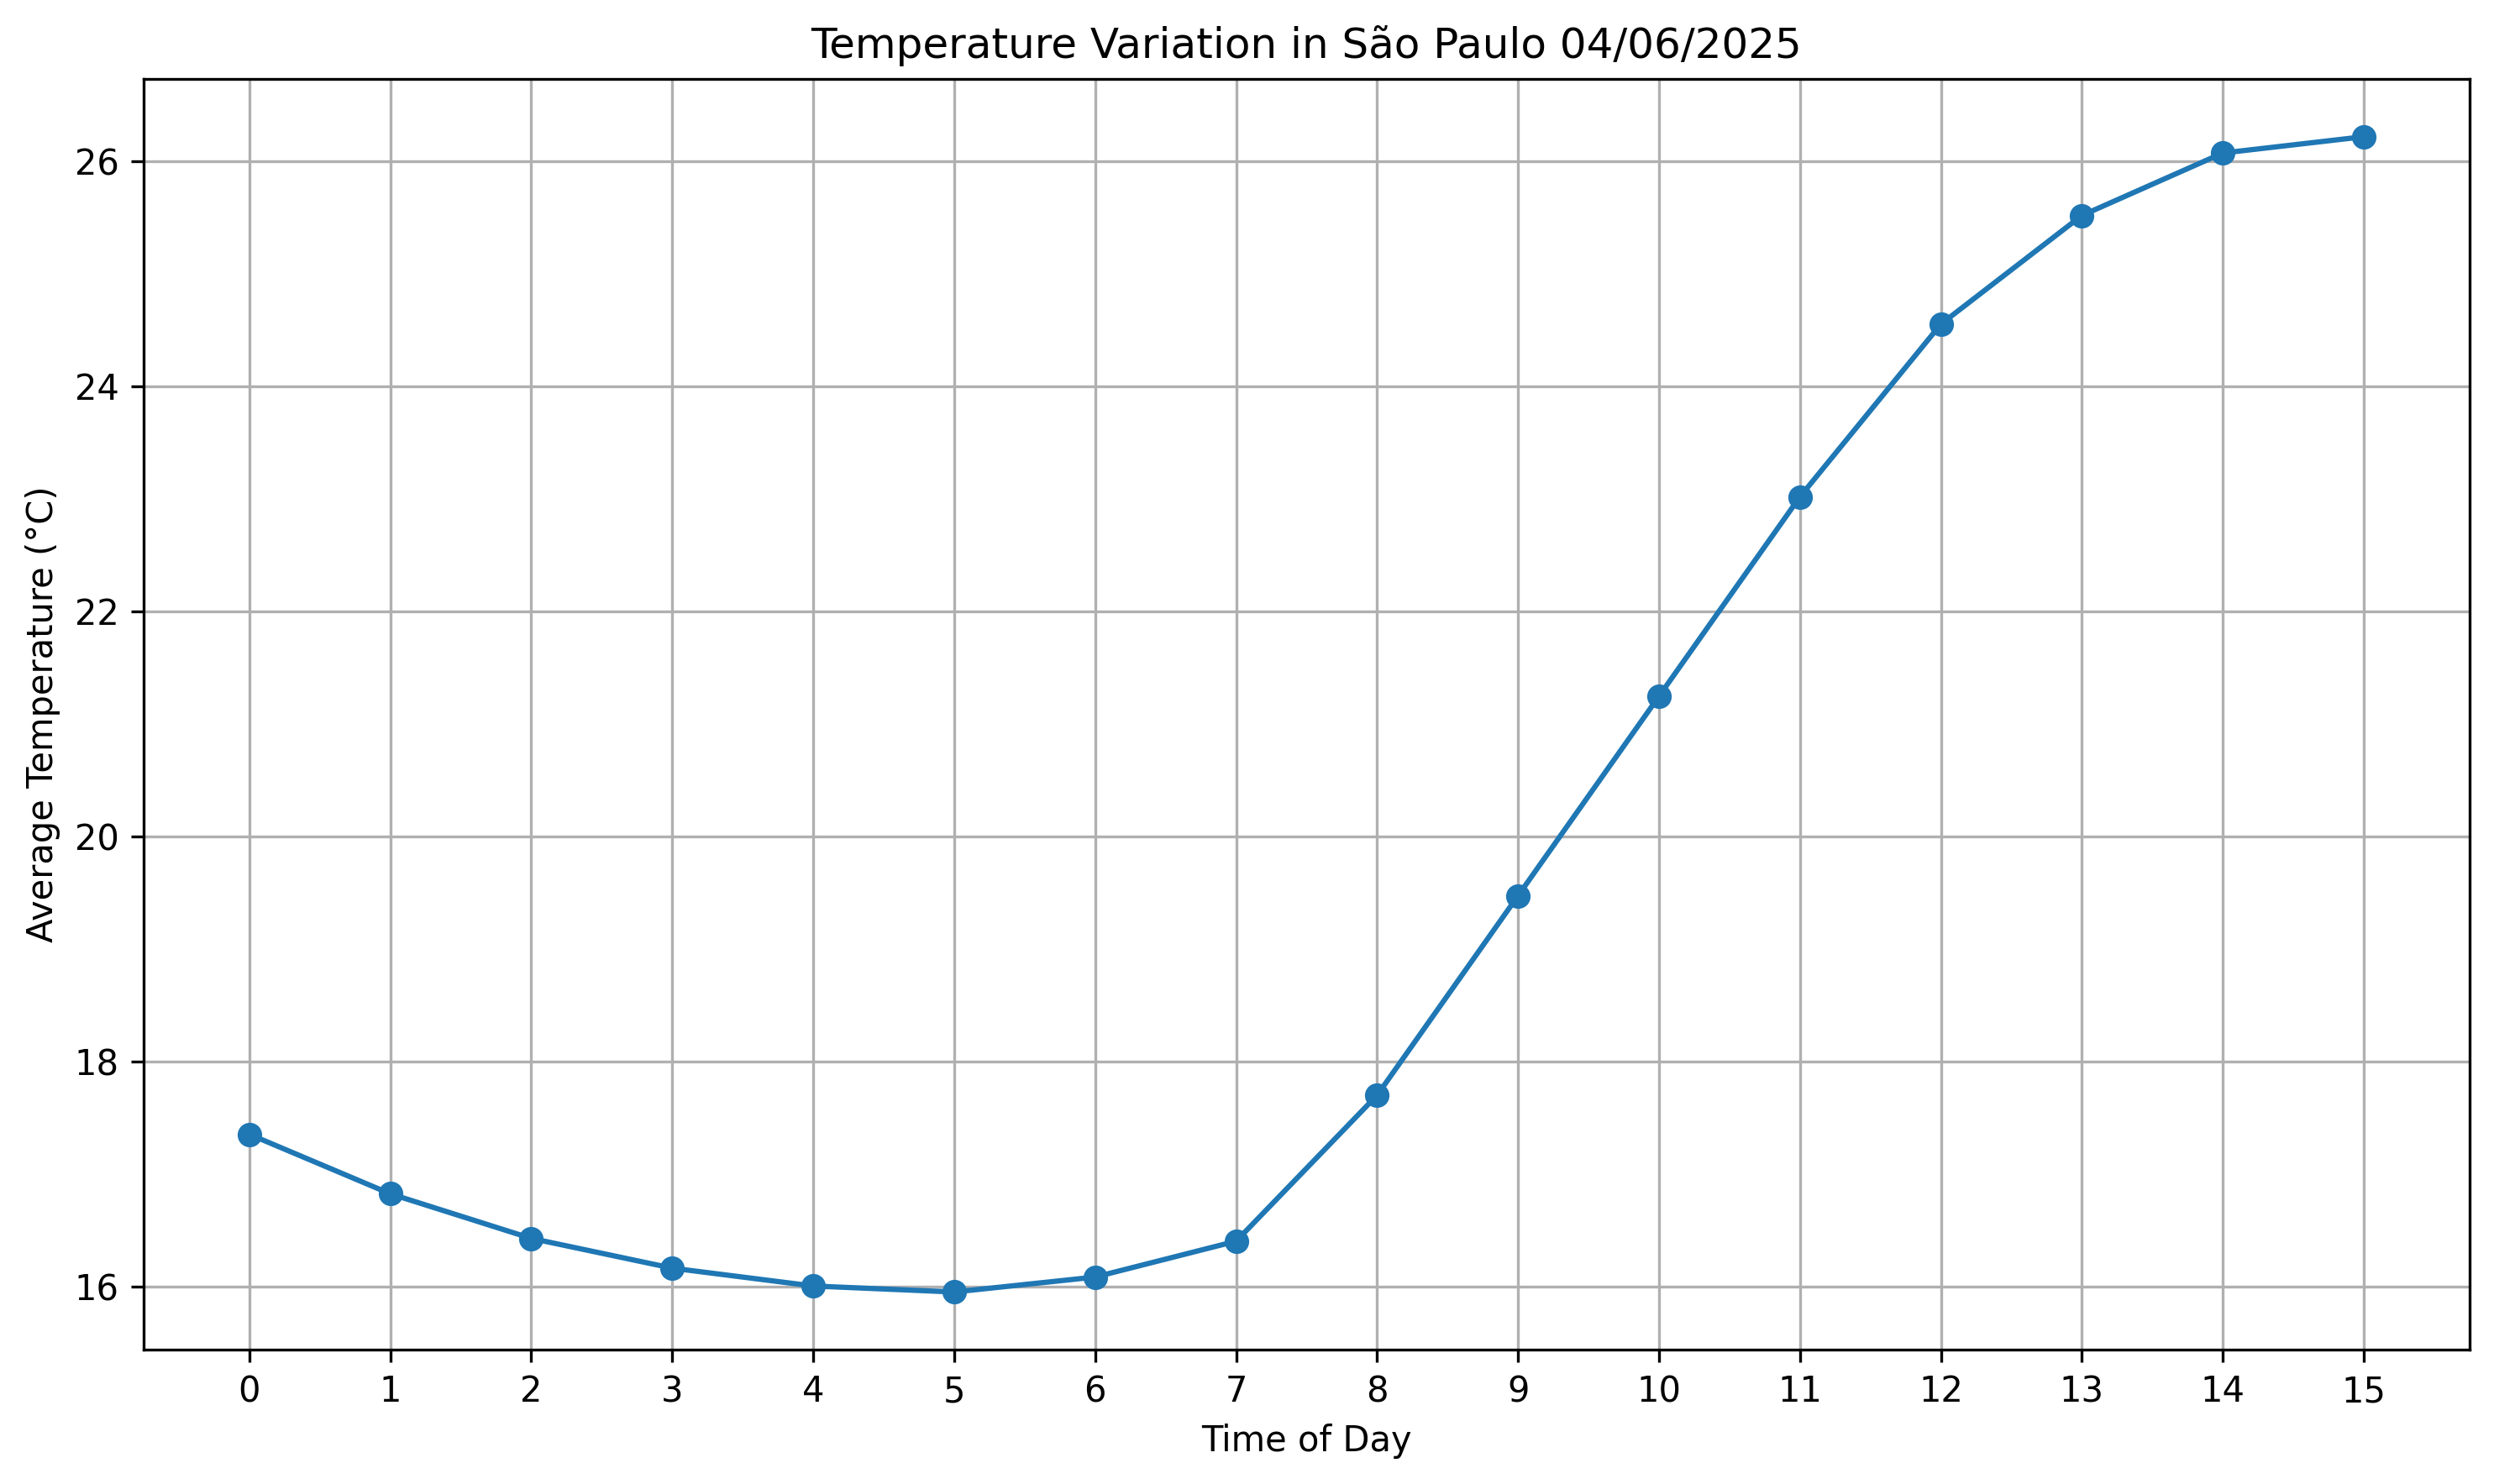 Temperature Variation in São Paulo 04/06/2025
Average Temperature (°C)
26
24
22
20
18
16
0 1 2 3 4 5 6 7 8 9 10 11 12 13 14 15
Time of Day